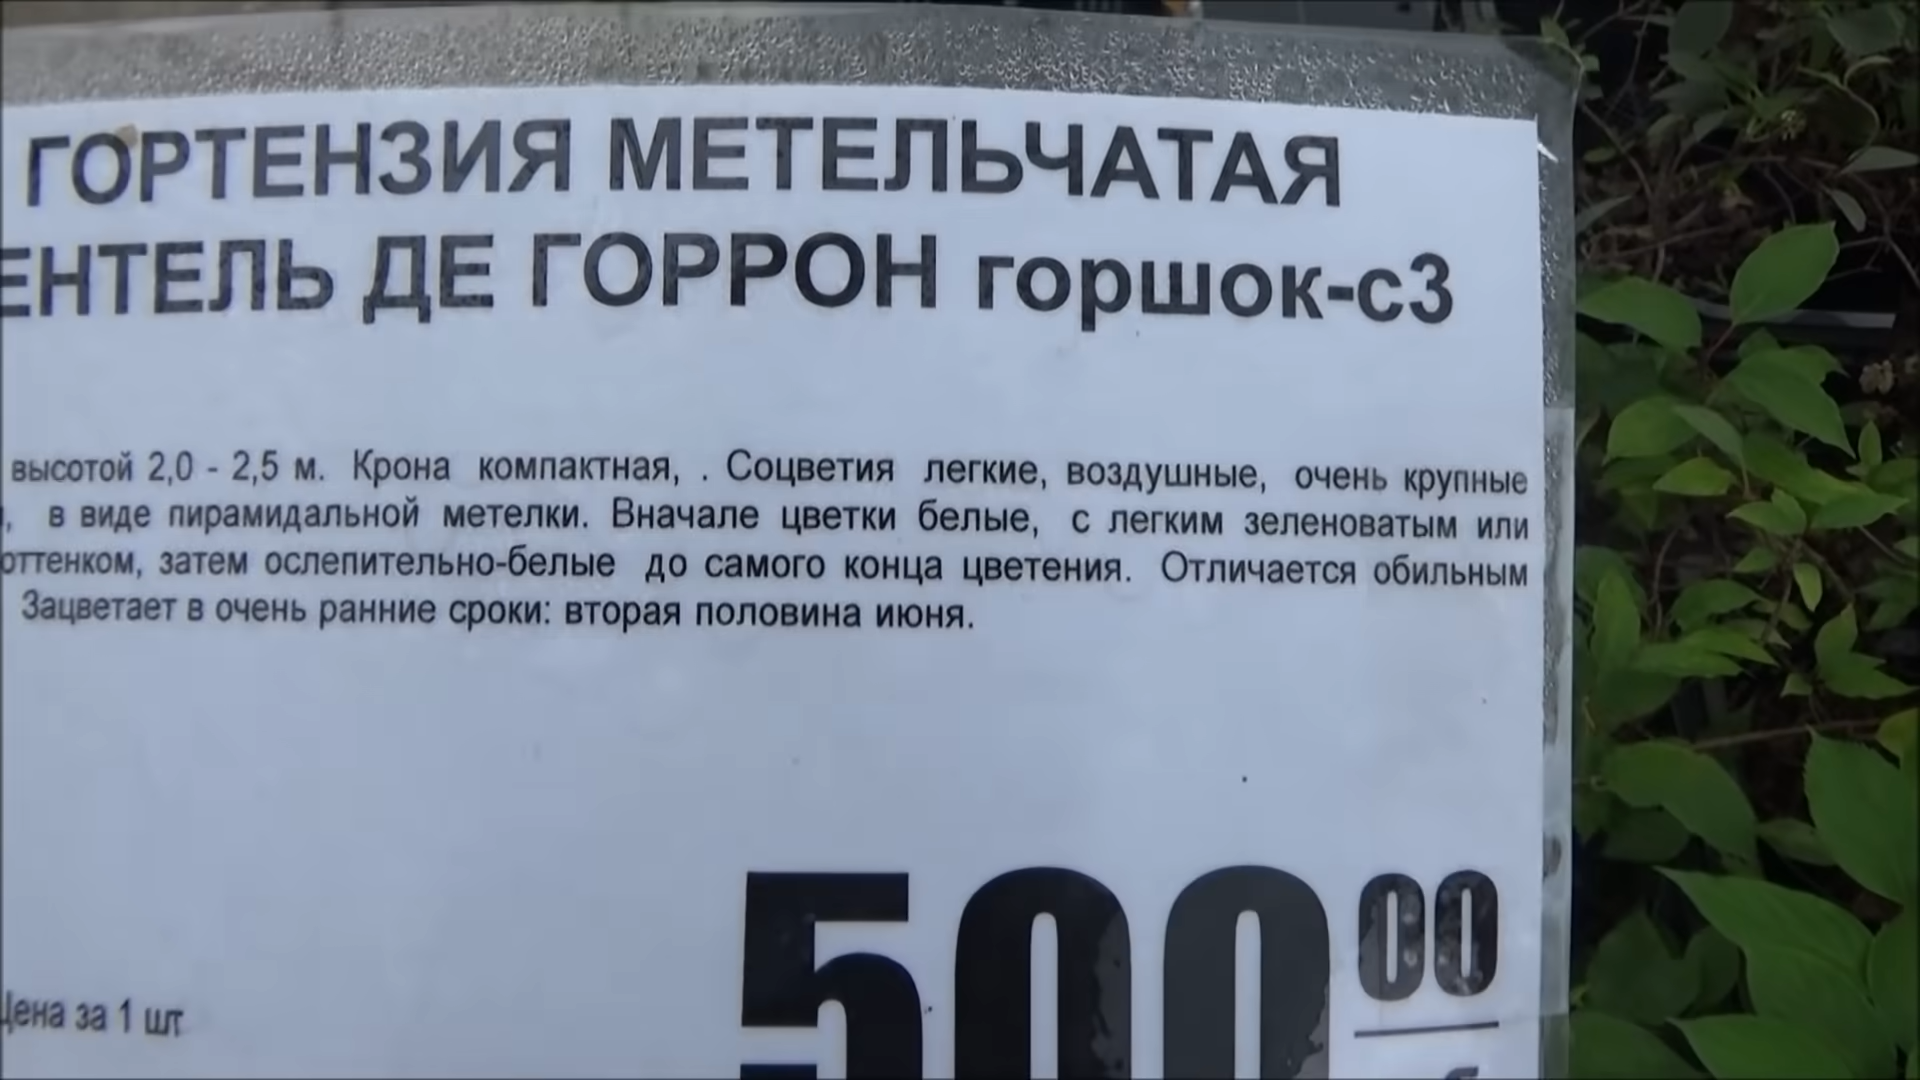 ГОРТЕНЗИЯ МЕТЕЛЬЧАТАЯ
ЕНТЕЛЬ ДЕ ГОРРОН горшок-с3
высотой 2,0 - 2,5 м. Крона компактная, . Соцветия легкие, воздушные, очень крупные
, в виде пирамидальной метелки. Вначале цветки белые, с легким зеленоватым или
оттенком, затем ослепительно-белые до самого конца цветения. Отличается обильным
Зацветает в очень ранние сроки: вторая половина июня.
500 00
Цена за 1 шт